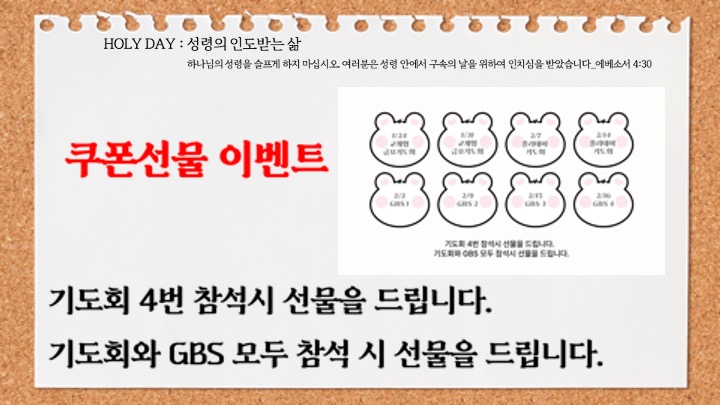 HOLY DAY : 성령의 인도받는 삶
하나님의 성령을 슬프게 하지 마십시오. 여러분은 성령 안에서 구속의 날을 위하여 인치심을 받았습니다_에베소서 4:30
쿠폰선물 이벤트
1/24 1/31 2/7 2/14
금요기도회 금요기도회 기도회 기도회
2/2 2/9 2/15 2/16
GBS 1 GBS 2 GBS 3 GBS 4
기도회 4번 참석시 선물을 드립니다.
기도회와 GBS 모두 참석시 선물을 드립니다.
기도회 4번 참석시 선물을 드립니다.
기도회와 GBS 모두 참석 시 선물을 드립니다.